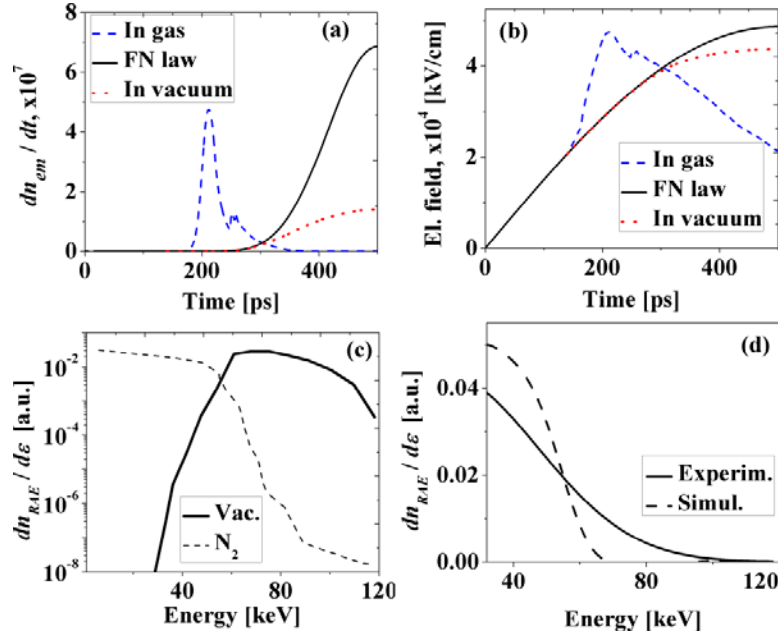 (a)
In gas
FN law
In vacuum
dn_em / dt, x10^7
8
6
4
2
0
0
200
400
Time [ps]
(b)
In gas
FN law
In vacuum
El. field, x10^4 [kV/cm]
4
2
0
0
200
400
Time [ps]
(c)
Vac.
N_2
dn_RAE / dε [a.u.]
10^-2
10^-4
10^-6
10^-8
40
80
120
Energy [keV]
(d)
Experim.
Simul.
dn_RAE / dε [a.u.]
0.04
0.02
0.00
40
80
120
Energy [keV]